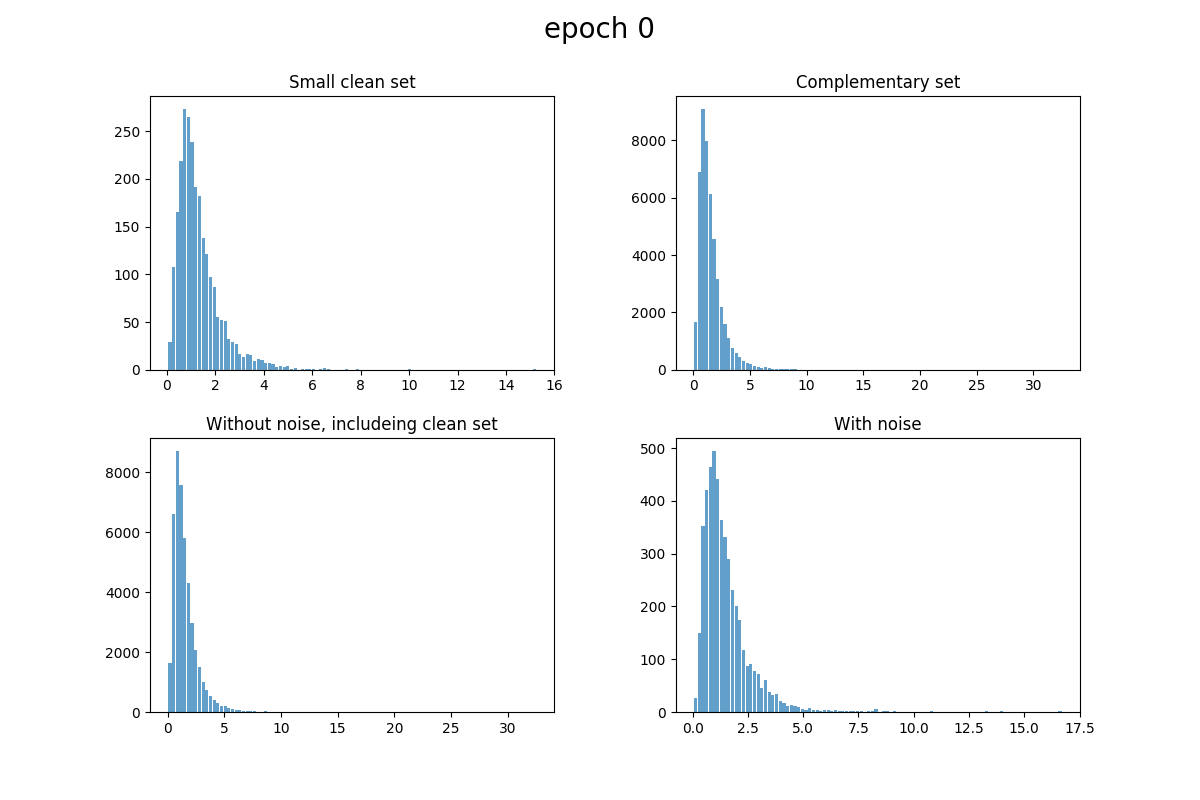 epoch 0
Small clean set
250
200
150
100
50
0
0 2 4 6 8 10 12 14 16
Complementary set
8000
6000
4000
2000
0
0 5 10 15 20 25 30
Without noise, includeing clean set
8000
6000
4000
2000
0
0 5 10 15 20 25 30
With noise
500
400
300
200
100
0
0.0 2.5 5.0 7.5 10.0 12.5 15.0 17.5